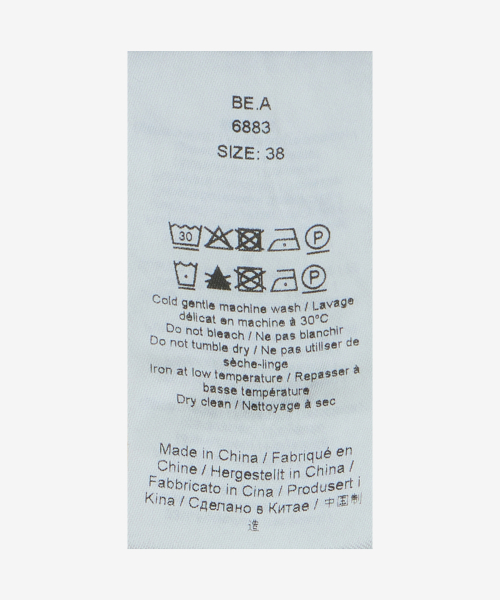 BE.A
6883
SIZE: 38
30 P
P
Cold gentle machine wash / Lavage
délicat en machine à 30°C
Do not bleach / Ne pas blanchir
Do not tumble dry / Ne pas utiliser de
sèche-linge
Iron at low temperature / Repasser à
basse température
Dry clean / Nettoyage à sec
Made in China / Fabriqué en
Chine / Hergestellt in China /
Fabbricato in Cina / Produsert i
Kina / Сделано в Китае / 中国制
造